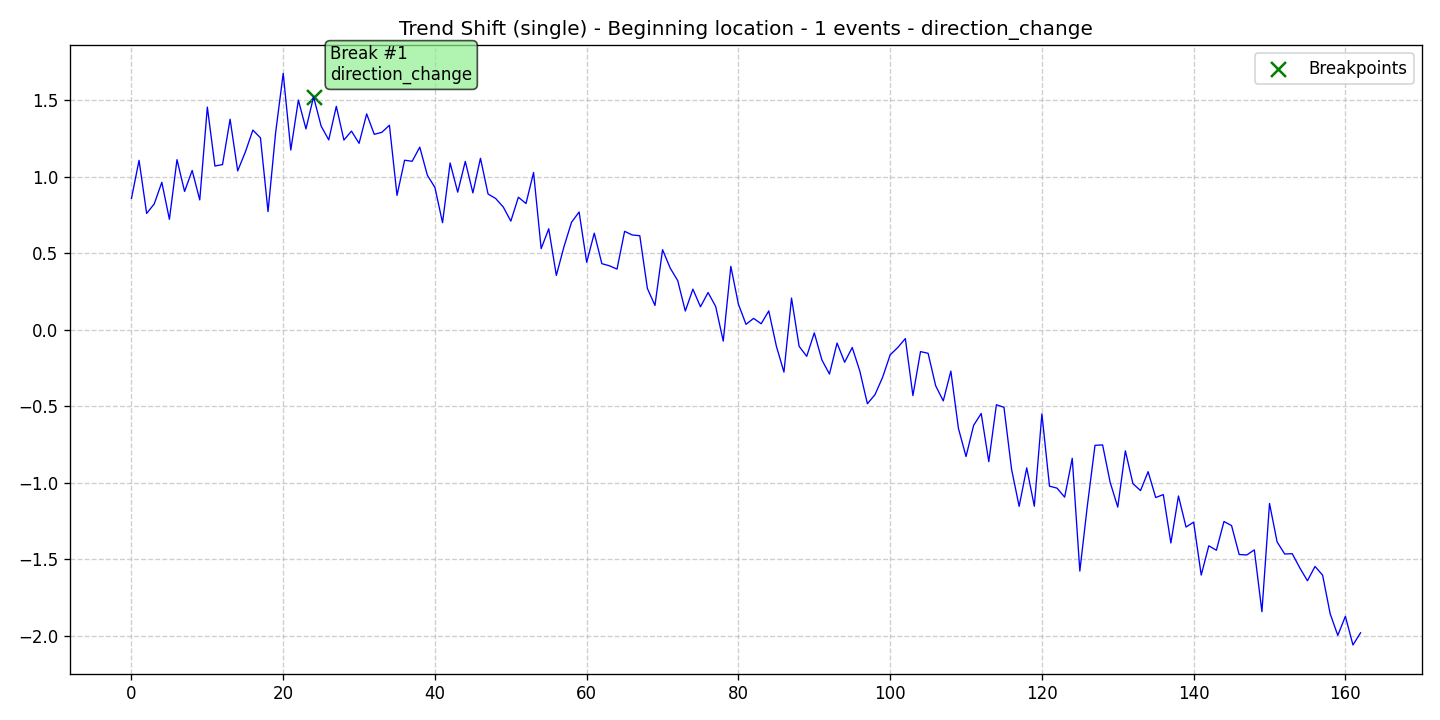 Trend Shift (single) - Beginning location - 1 events - direction_change
Break #1
direction_change
Breakpoints
1.5
1.0
0.5
0.0
−0.5
−1.0
−1.5
−2.0
0 20 40 60 80 100 120 140 160